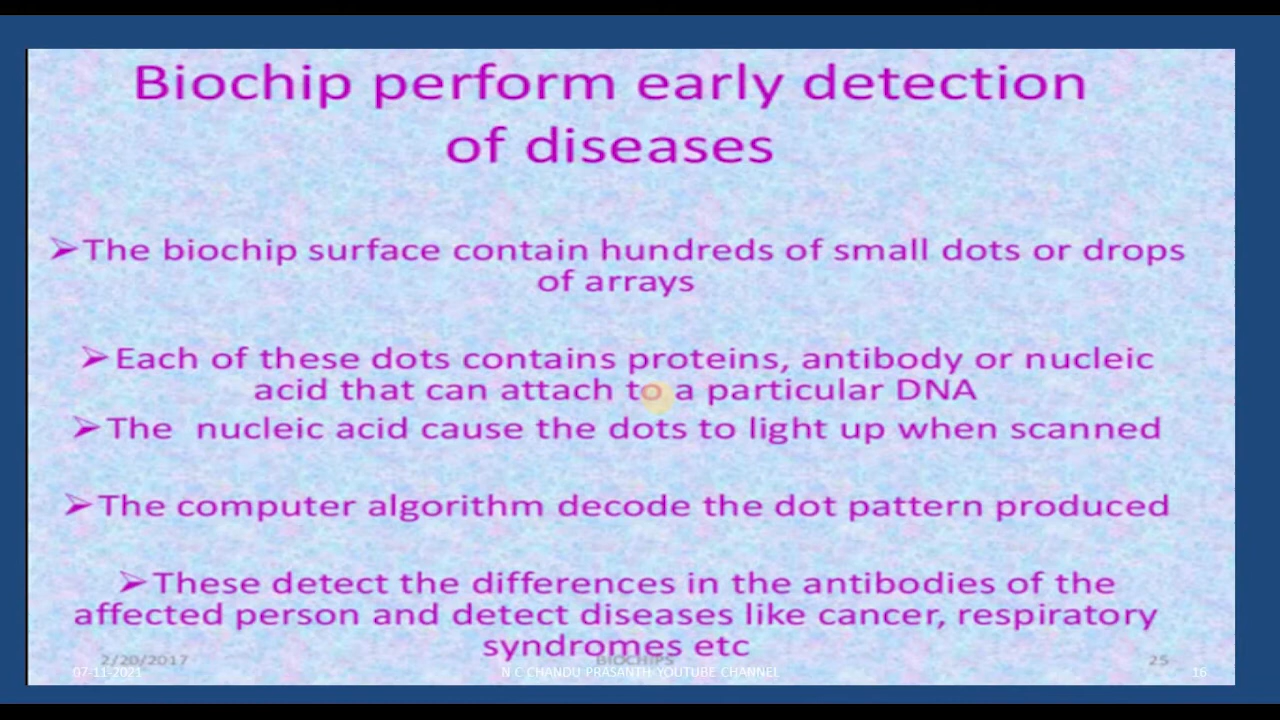 Biochip perform early detection
of diseases
➢The biochip surface contain hundreds of small dots or drops
of arrays
➢Each of these dots contains proteins, antibody or nucleic
acid that can attach to a particular DNA
➢The nucleic acid cause the dots to light up when scanned
➢The computer algorithm decode the dot pattern produced
➢These detect the differences in the antibodies of the
affected person and detect diseases like cancer, respiratory
syndromes etc
2/20/2017 BIOCHIPS 25
07-11-2021 N C CHANDU PRASANTH-YOUTUBE CHANNEL 16